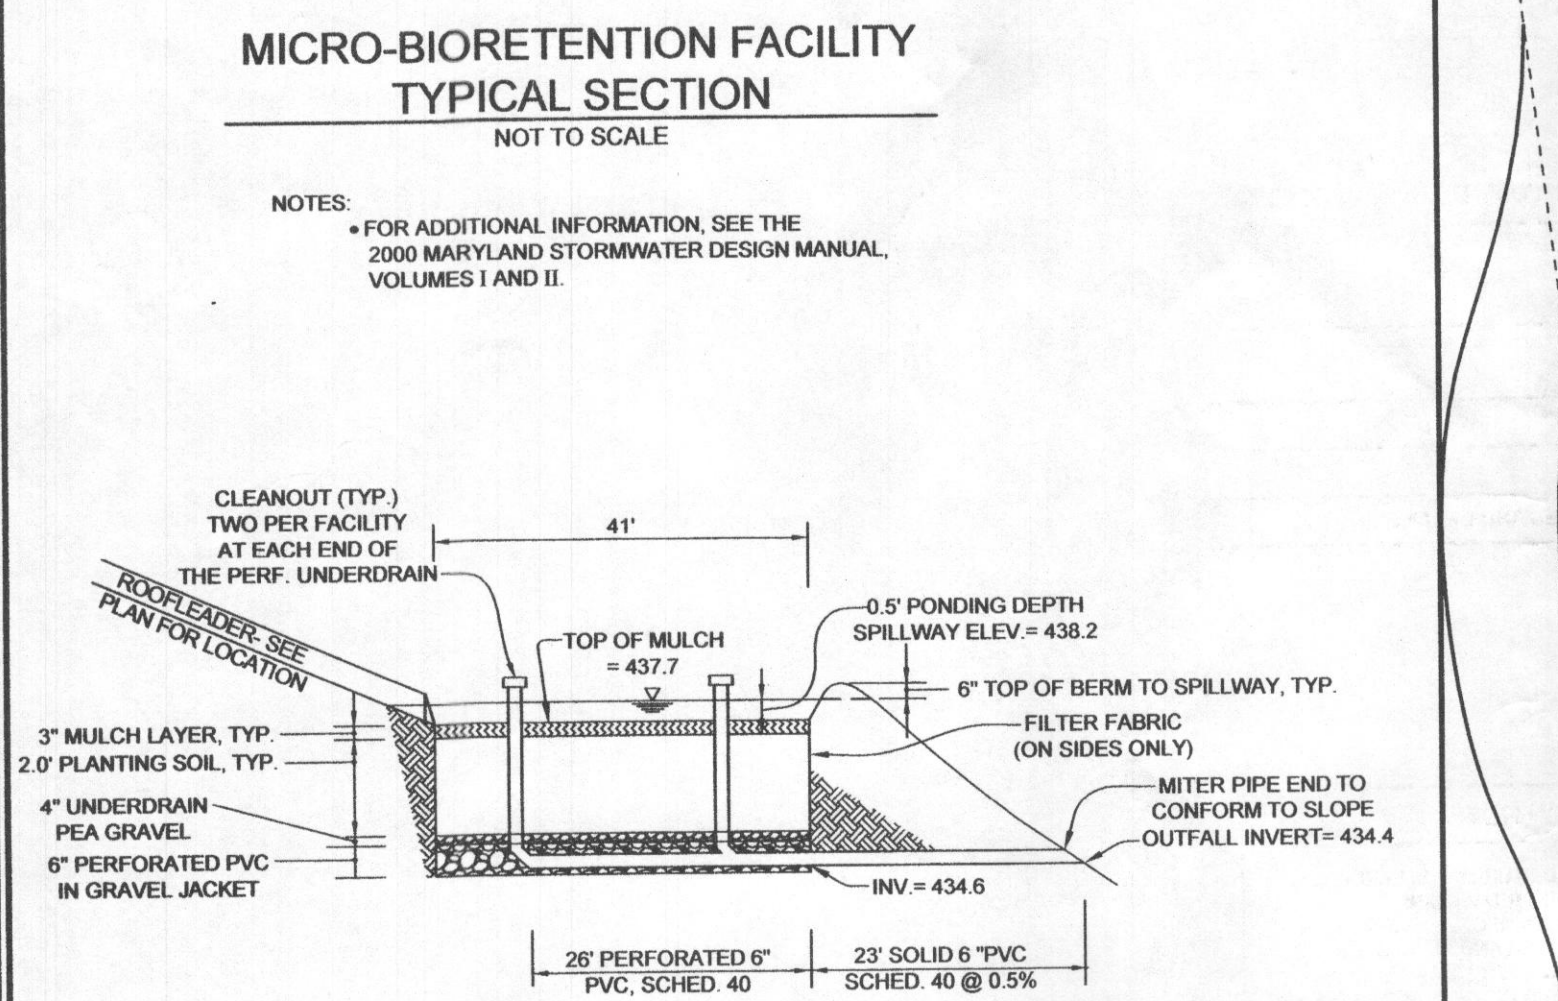 MICRO-BIORETENTION FACILITY
TYPICAL SECTION
NOT TO SCALE
NOTES:
• FOR ADDITIONAL INFORMATION, SEE THE
2000 MARYLAND STORMWATER DESIGN MANUAL,
VOLUMES I AND II.
CLEANOUT (TYP.)
TWO PER FACILITY
AT EACH END OF
THE PERF. UNDERDRAIN
41'
ROOFLEADER- SEE
PLAN FOR LOCATION
TOP OF MULCH
= 437.7
0.5' PONDING DEPTH
SPILLWAY ELEV.= 438.2
6" TOP OF BERM TO SPILLWAY, TYP.
FILTER FABRIC
(ON SIDES ONLY)
3" MULCH LAYER, TYP.
2.0' PLANTING SOIL, TYP.
4" UNDERDRAIN
PEA GRAVEL
6" PERFORATED PVC
IN GRAVEL JACKET
MITER PIPE END TO
CONFORM TO SLOPE
OUTFALL INVERT= 434.4
INV.= 434.6
26' PERFORATED 6"
PVC, SCHED. 40
23' SOLID 6 "PVC
SCHED. 40 @ 0.5%